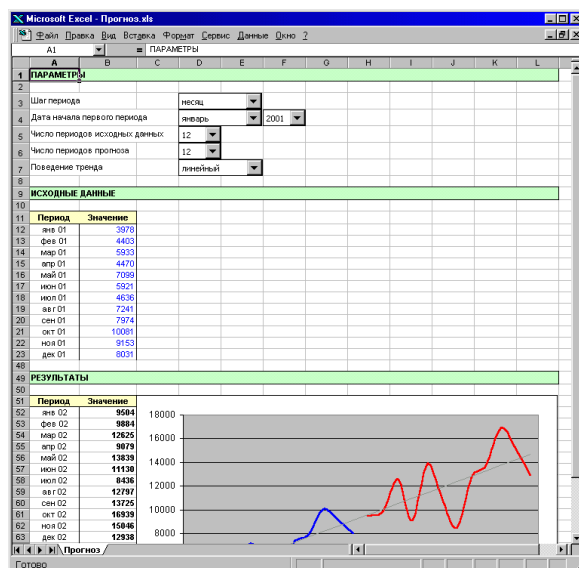 Microsoft Excel - Прогноз.xls
Файл Правка Вид Вставка Формат Сервис Данные Окно ?
A1 = ПАРАМЕТРЫ
A B C D E F G H I J K L
1 ПАРАМЕТРЫ
2
3 Шаг периода месяц
4 Дата начала первого периода январь 2001
5 Число периодов исходных данных 12
6 Число периодов прогноза 12
7 Поведение тренда линейный
8
9 ИСХОДНЫЕ ДАННЫЕ
10
11 Период Значение
12 янв 01 3978
13 фев 01 4403
14 мар 01 5933
15 апр 01 4470
16 май 01 7099
17 июн 01 5921
18 июл 01 4636
19 авг 01 7241
20 сен 01 7974
21 окт 01 10081
22 ноя 01 9153
23 дек 01 8031
48
49 РЕЗУЛЬТАТЫ
50
51 Период Значение
52 янв 02 9504
53 фев 02 9884
54 мар 02 12625
55 апр 02 9079
56 май 02 13839
57 июн 02 11130
58 июл 02 8436
59 авг 02 12797
60 сен 02 13725
61 окт 02 16939
62 ноя 02 15046
63 дек 02 12938
18000
16000
14000
12000
10000
8000
Прогноз
Готово